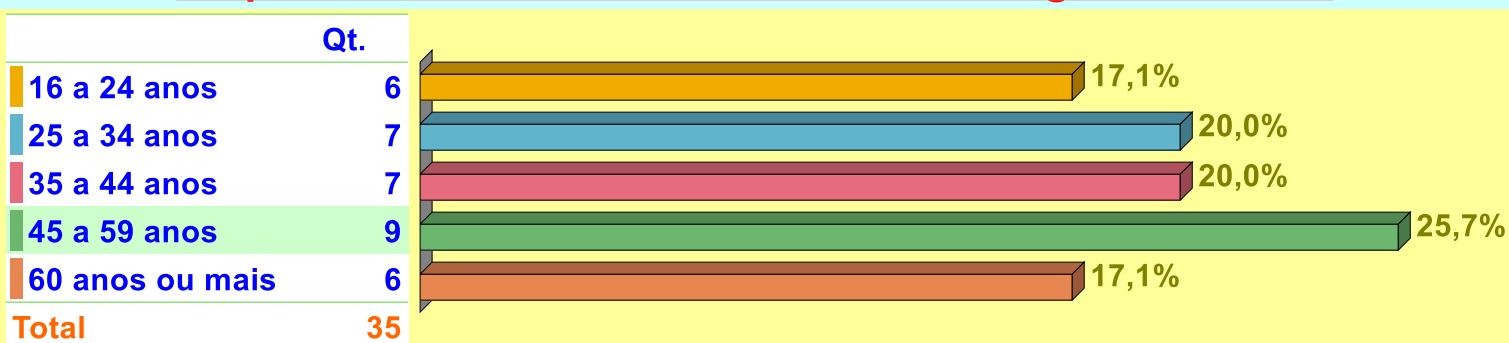 Qt.
16 a 24 anos 6 17,1%
25 a 34 anos 7 20,0%
35 a 44 anos 7 20,0%
45 a 59 anos 9 25,7%
60 anos ou mais 6 17,1%
Total 35